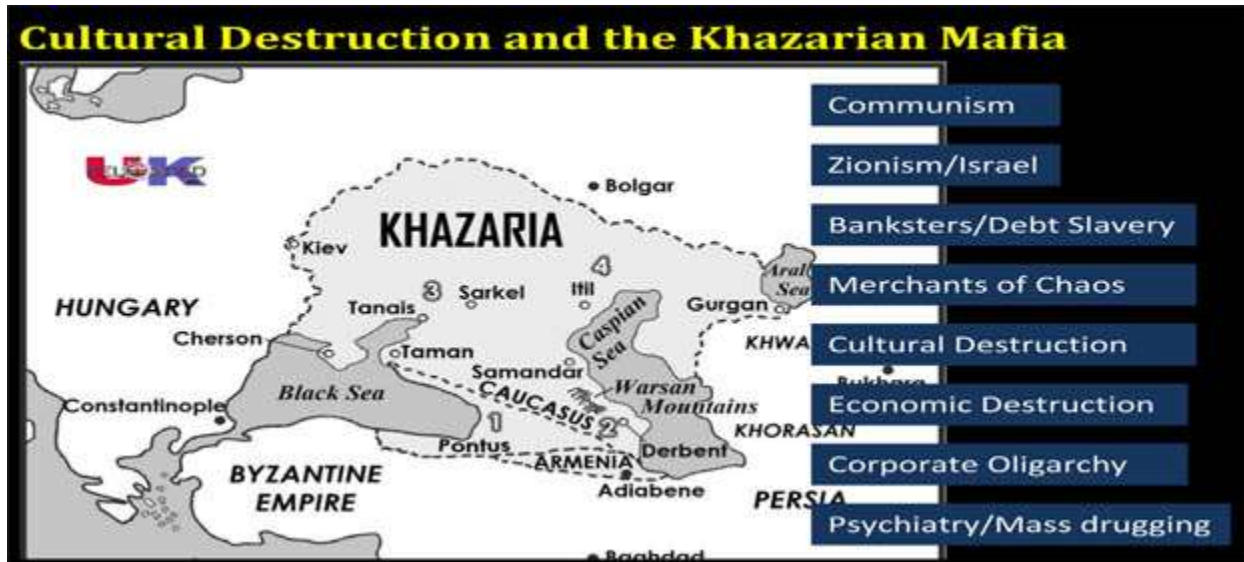 Cultural Destruction and the Khazarian Mafia
Communism
Zionism/Israel
Banksters/Debt Slavery
Merchants of Chaos
Cultural Destruction
Economic Destruction
Corporate Oligarchy
Psychiatry/Mass drugging
UK
Bolgar
KHAZARIA
Kiev
4
Aral
Sea
3
Sarkel
Itil
HUNGARY
Tanais
Gurgan
Caspian
Sea
Cherson
Taman
Samandar
KHWA
Black Sea
CAUCASUS
Warsan
Mountains
Constantinople
1
2
KHORASAN
Pontus
Derbent
ARMENIA
BYZANTINE
EMPIRE
Adiabene
PERSIA
Baghdad